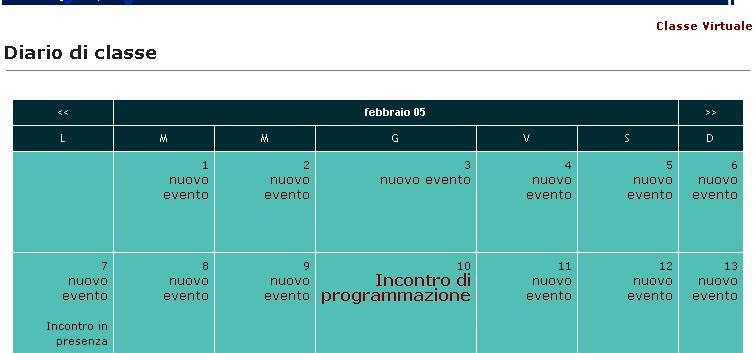 Classe Virtuale
Diario di classe
<< febbraio 05 >>
L M M G V S D
1 2 3 4 5 6
nuovo nuovo nuovo evento nuovo nuovo nuovo
evento evento evento evento evento
7 8 9 10 11 12 13
nuovo nuovo nuovo Incontro di nuovo nuovo nuovo
evento evento evento programmazione evento evento evento
Incontro in
presenza